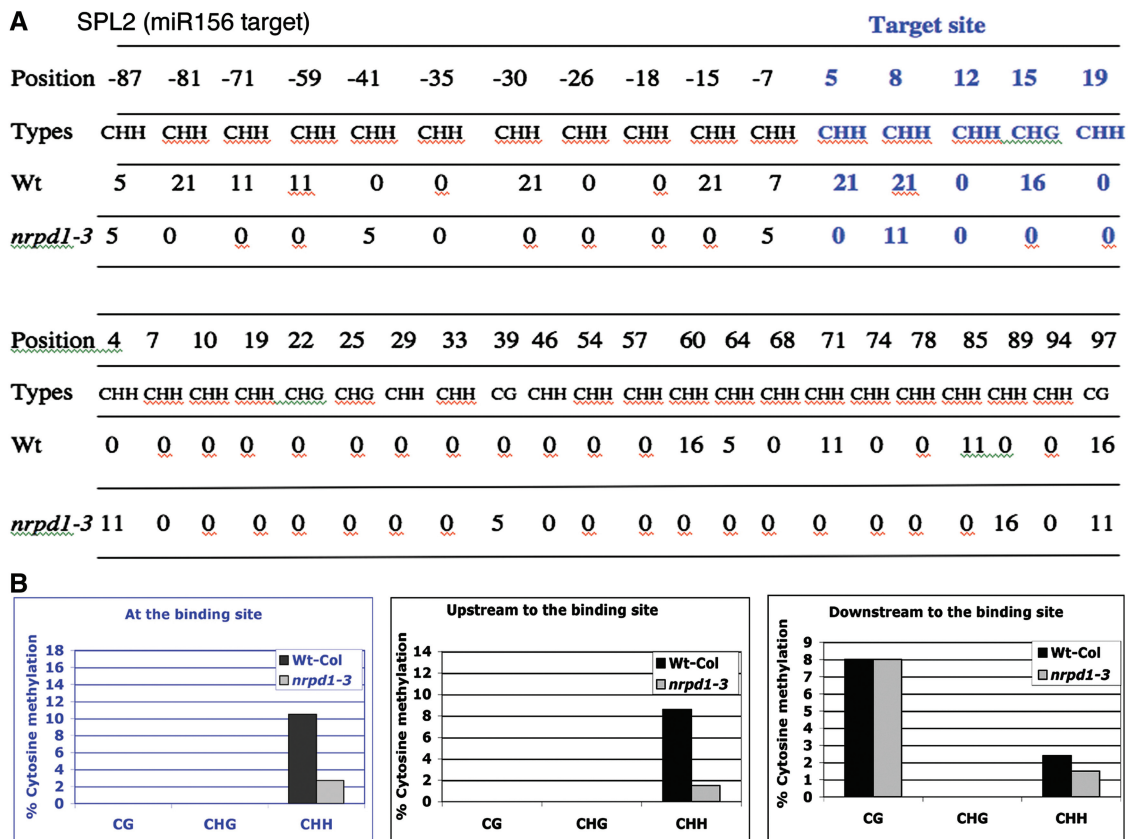 A SPL2 (miR156 target)
Target site
Position -87 -81 -71 -59 -41 -35 -30 -26 -18 -15 -7 5 8 12 15 19
Types CHH CHH CHH CHH CHH CHH CHH CHH CHH CHH CHH CHH CHH CHH CHG CHH
Wt 5 21 11 11 0 0 21 0 0 21 7 21 21 0 16 0
nrpd1-3 5 0 0 0 5 0 0 0 0 0 5 0 11 0 0 0
Position 4 7 10 19 22 25 29 33 39 46 54 57 60 64 68 71 74 78 85 89 94 97
Types CHH CHH CHH CHH CHG CHG CHH CHH CG CHH CHH CHH CHH CHH CHH CHH CHH CHH CHH CHH CHH CG
Wt 0 0 0 0 0 0 0 0 0 0 0 0 16 5 0 11 0 0 11 0 0 16
nrpd1-3 11 0 0 0 0 0 0 0 5 0 0 0 0 0 0 0 0 0 0 16 0 11
B
At the binding site
% Cytosine methylation
18
16
14
12
10
8
6
4
2
0
Wt-Col
nrpd1-3
CG CHG CHH
Upstream to the binding site
% Cytosine methylation
14
12
10
8
6
4
2
0
Wt-Col
nrpd1-3
CG CHG CHH
Downstream to the binding site
% Cytosine methylation
9
8
7
6
5
4
3
2
1
0
Wt-Col
nrpd1-3
CG CHG CHH